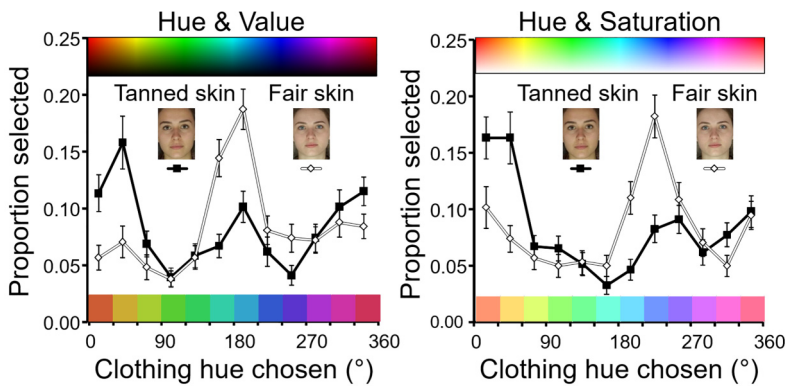 Hue & Value
Proportion selected
0.25
0.20
0.15
0.10
0.05
0.00
Tanned skin
Fair skin
0
90
180
270
360
Clothing hue chosen (°)
Hue & Saturation
Proportion selected
0.25
0.20
0.15
0.10
0.05
0.00
Tanned skin
Fair skin
0
90
180
270
360
Clothing hue chosen (°)